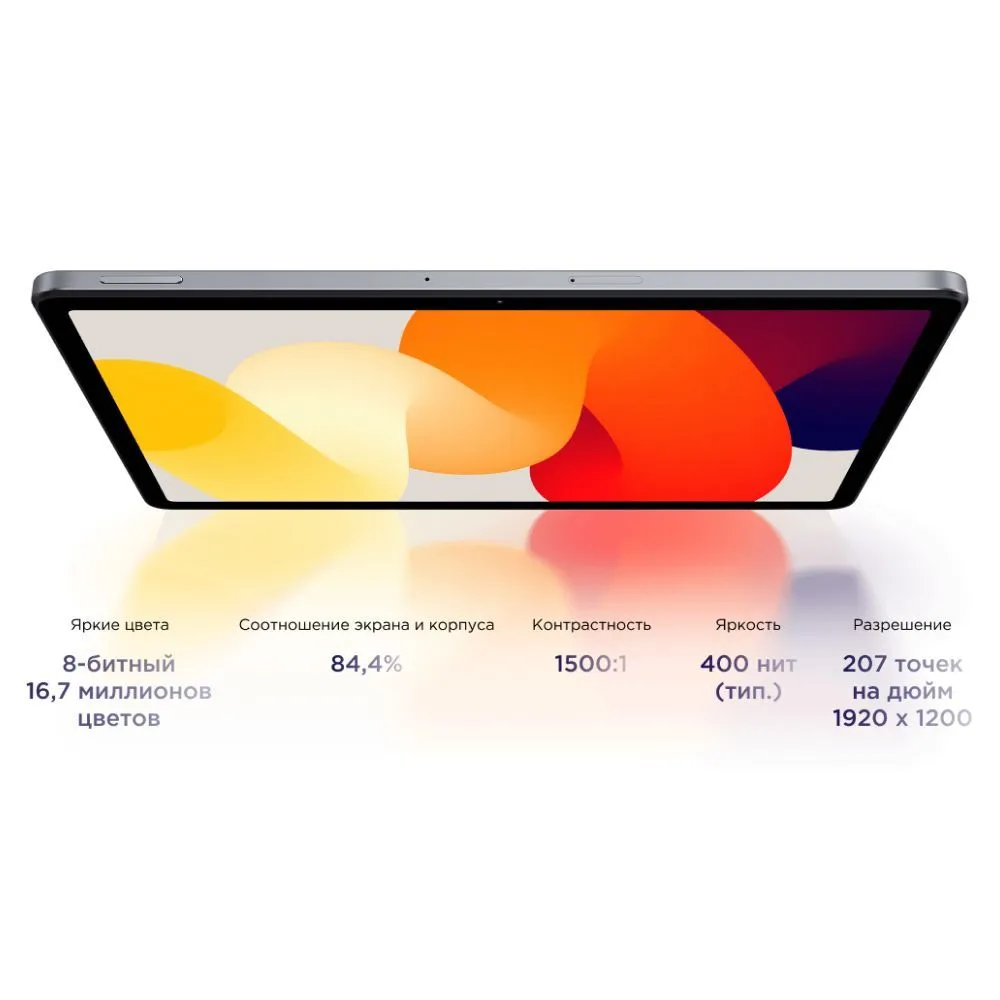 Яркие цвета
8-битный
16,7 миллионов
цветов
Соотношение экрана и корпуса
84,4%
Контрастность
1500:1
Яркость
400 нит
(тип.)
Разрешение
207 точек
на дюйм
1920 x 1200